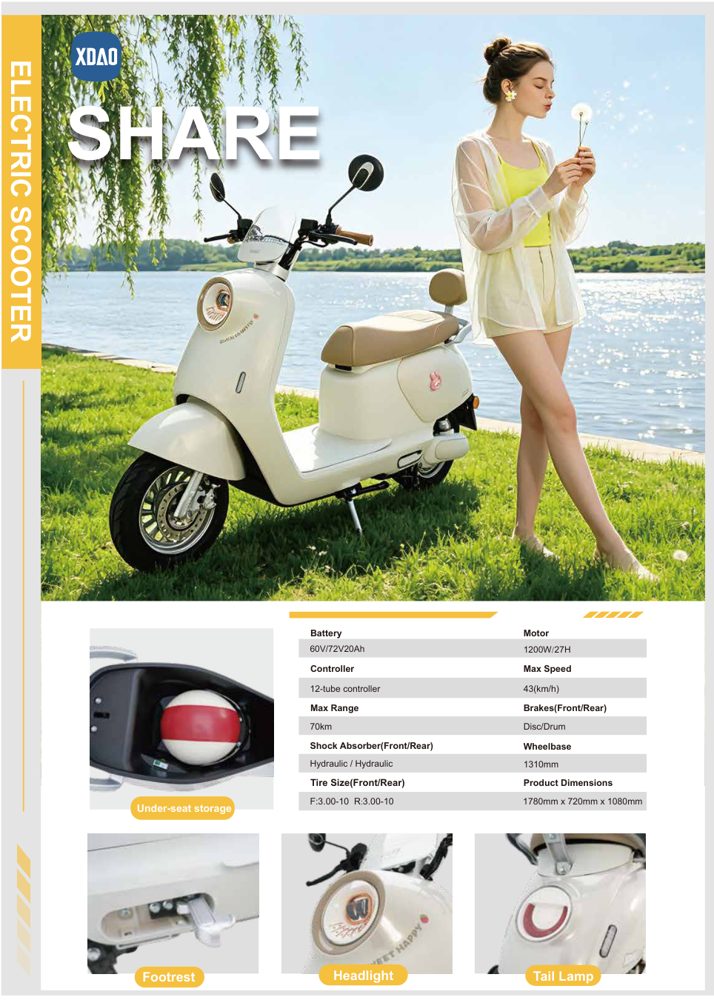 ELECTRIC SCOOTER
XDAO
SHARE
Battery
60V/72V20Ah
Controller
12-tube controller
Max Range
70km
Shock Absorber(Front/Rear)
Hydraulic / Hydraulic
Tire Size(Front/Rear)
F:3.00-10 R:3.00-10
Motor
1200W/27H
Max Speed
43(km/h)
Brakes(Front/Rear)
Disc/Drum
Wheelbase
1310mm
Product Dimensions
1780mm x 720mm x 1080mm
Under-seat storage
Footrest
HAPPY
Headlight
Tail Lamp